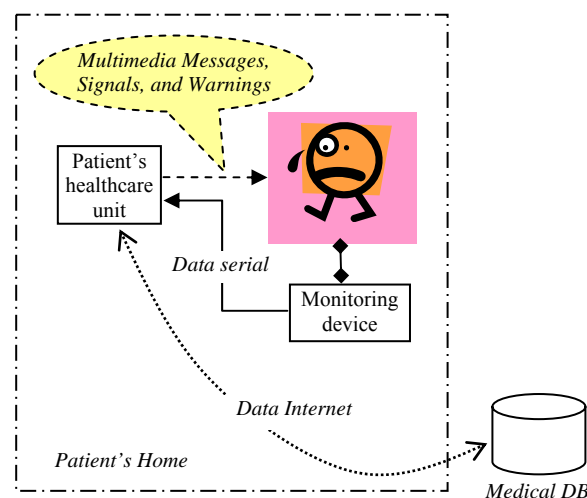 Multimedia Messages,
Signals, and Warnings
Patient's
healthcare
unit
Data serial
Monitoring
device
Data Internet
Patient's Home
Medical DB